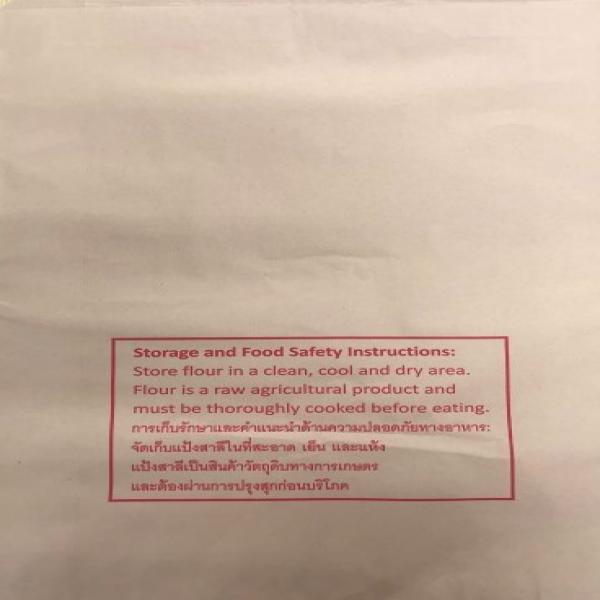 Storage and Food Safety Instructions:
Store flour in a clean, cool and dry area.
Flour is a raw agricultural product and
must be thoroughly cooked before eating.
การเก็บรักษาและคำแนะนำด้านความปลอดภัยทางอาหาร:
จัดเก็บแป้งสาลีในที่สะอาด เย็น และแห้ง
แป้งสาลีเป็นสินค้าวัตถุดิบทางการเกษตร
และต้องผ่านการปรุงสุกก่อนบริโภค